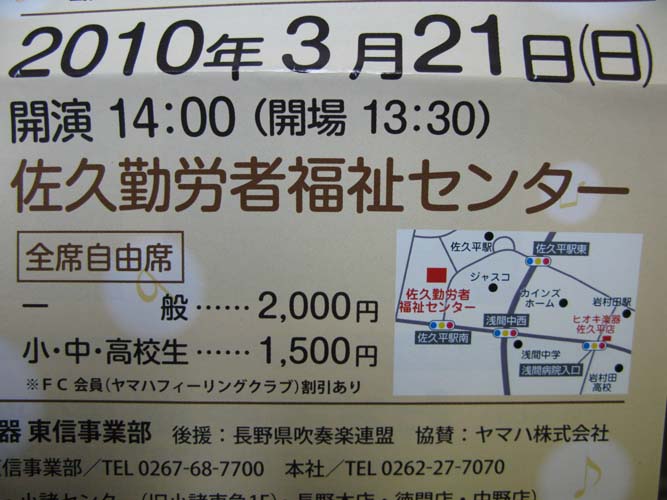 2010年 3月21日(日)
開演 14:00 (開場 13:30)
佐久勤労者福祉センター
全席自由席
一　　般……2,000円
小・中・高校生……1,500円
※FC会員(ヤマハフィーリングクラブ)割引あり
佐久平駅
佐久平駅東
ジャスコ
佐久勤労者
福祉センター
カインズ
ホーム
岩村田駅
ヒオキ楽器
佐久平店
佐久平駅南
浅間中西
浅間中学
浅間病院入口
岩村田
高校
器 東信事業部　後援：長野県吹奏楽連盟　協賛：ヤマハ株式会社
信事業部／TEL 0267-68-7700　本社／TEL 0262-27-7070